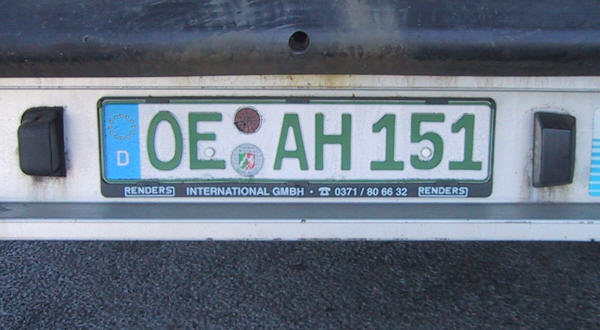 OE AH 151
D
RENDERS INTERNATIONAL GMBH · ☎ 0371 / 80 66 32 RENDERS